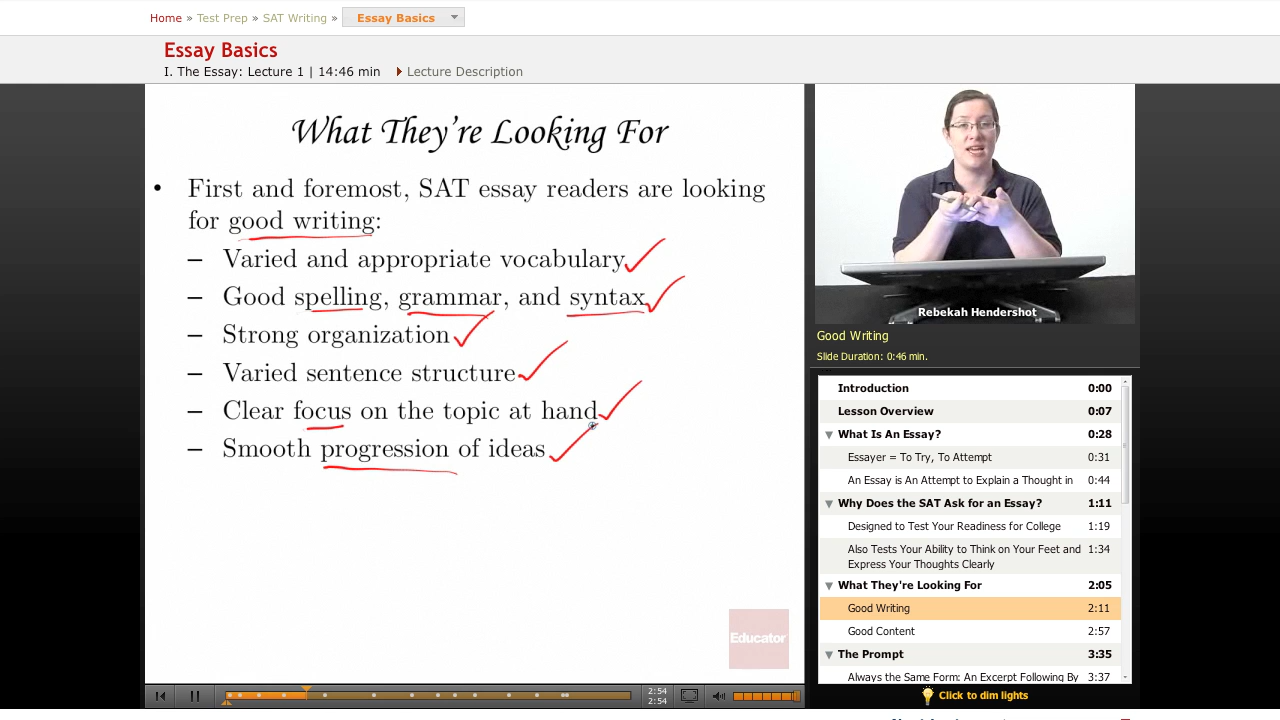 Home » Test Prep » SAT Writing » Essay Basics
Essay Basics
I. The Essay: Lecture 1 | 14:46 min Lecture Description
What They're Looking For
• First and foremost, SAT essay readers are looking
for good writing:
– Varied and appropriate vocabulary
– Good spelling, grammar, and syntax
– Strong organization
– Varied sentence structure
– Clear focus on the topic at hand
– Smooth progression of ideas
Educator
2:54
2:54
Rebekah Hendershot
Good Writing
Slide Duration: 0:46 min.
Introduction 0:00
Lesson Overview 0:07
What Is An Essay? 0:28
Essayer = To Try, To Attempt 0:31
An Essay is An Attempt to Explain a Thought in 0:44
Why Does the SAT Ask for an Essay? 1:11
Designed to Test Your Readiness for College 1:19
Also Tests Your Ability to Think on Your Feet and 1:34
Express Your Thoughts Clearly
What They're Looking For 2:05
Good Writing 2:11
Good Content 2:57
The Prompt 3:35
Always the Same Form: An Excerpt Following By 3:37
Click to dim lights